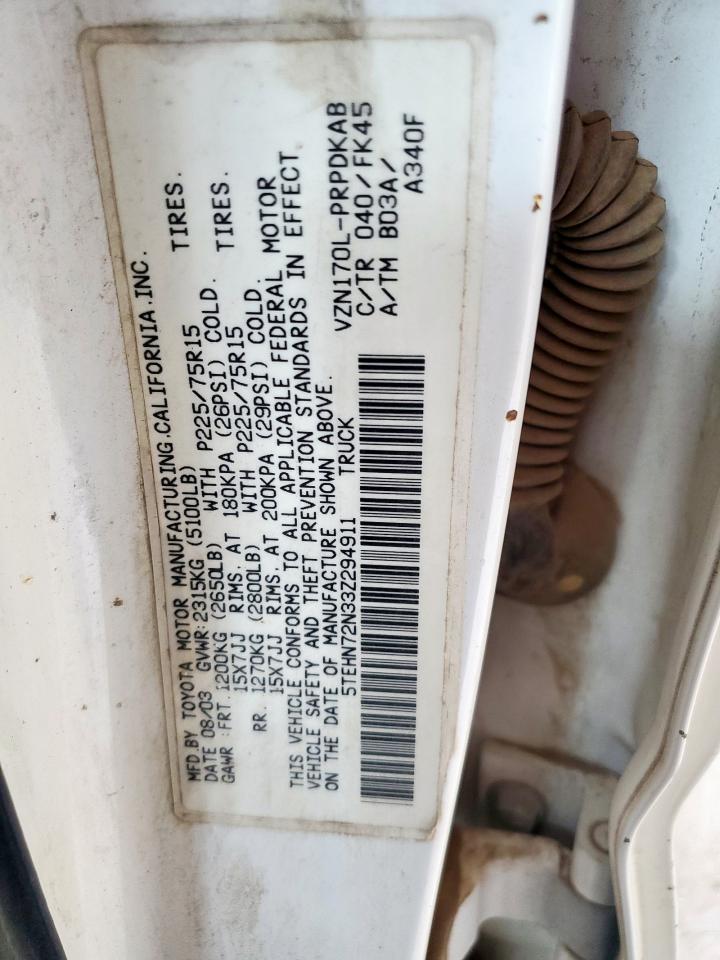 MFD.BY TOYOTA MOTOR MANUFACTURING.CALIFORNIA.INC.
DATE 08/03 GVWR:2315KG (5100LB)
GAWR :FRT.1200KG (2650LB) WITH P225/75R15 TIRES.
15X7JJ RIMS. AT 180KPA (26PSI) COLD.
RR. 1270KG (2800LB) WITH P225/75R15 TIRES.
15X7JJ RIMS. AT 200KPA (29PSI) COLD.
THIS VEHICLE CONFORMS TO ALL APPLICABLE FEDERAL MOTOR
VEHICLE SAFETY AND THEFT PREVENTION STANDARDS IN EFFECT
ON THE DATE OF MANUFACTURE SHOWN ABOVE.
5TEHN72N33Z294911 TRUCK
VZN170L-PRPDKAB
C/TR 040/FK45
A/TM B03A/
A340F